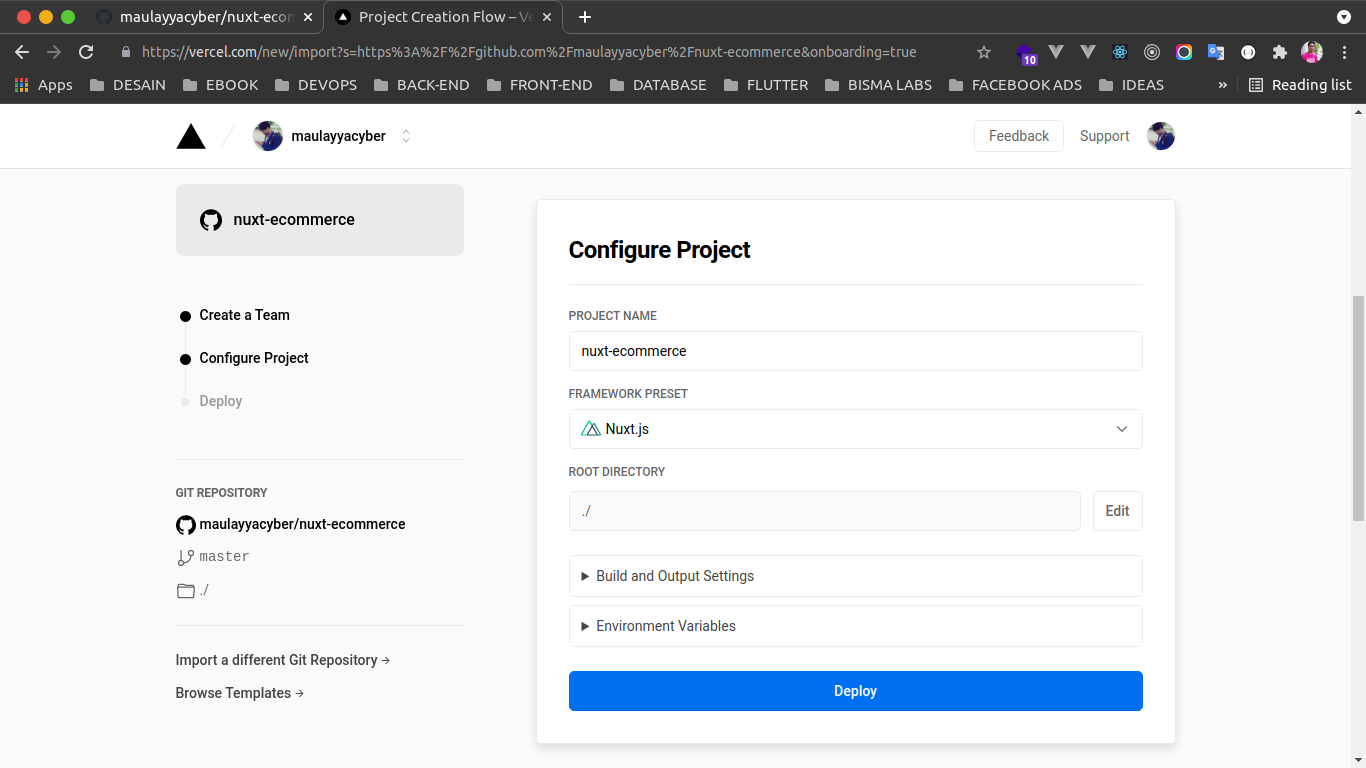 maulayyacyber/nuxt-ecom
Project Creation Flow – Ve
https://vercel.com/new/import?s=https%3A%2F%2Fgithub.com%2Fmaulayyacyber%2Fnuxt-ecommerce&onboarding=true
10
Apps DESAIN EBOOK DEVOPS BACK-END FRONT-END DATABASE FLUTTER BISMA LABS FACEBOOK ADS IDEAS » Reading list
maulayyacyber
Feedback Support
nuxt-ecommerce
Create a Team
Configure Project
Deploy
GIT REPOSITORY
maulayyacyber/nuxt-ecommerce
master
./
Import a different Git Repository →
Browse Templates →
Configure Project
PROJECT NAME
nuxt-ecommerce
FRAMEWORK PRESET
Nuxt.js
ROOT DIRECTORY
./ Edit
Build and Output Settings
Environment Variables
Deploy